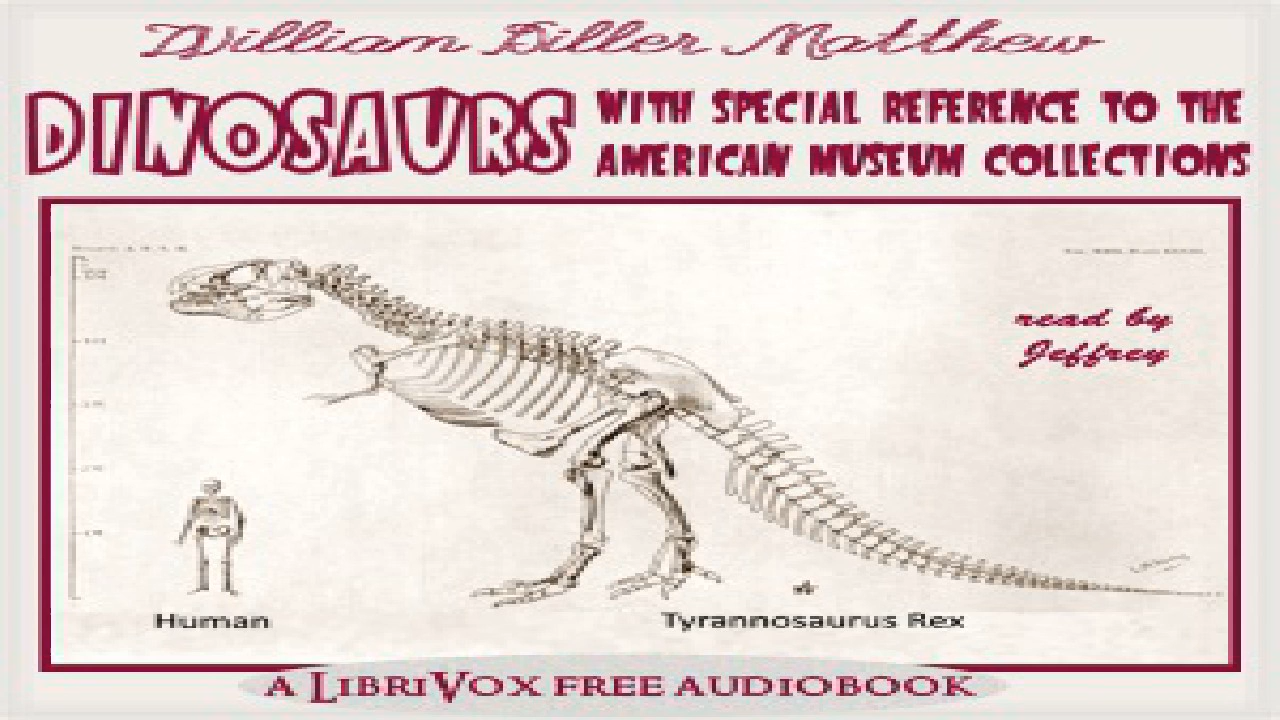 William Diller Matthew
DINOSAURS
WITH SPECIAL REFERENCE TO THE
AMERICAN MUSEUM COLLECTIONS
read by
Jeffrey
Human
Tyrannosaurus Rex
A LIBRIVOX FREE AUDIOBOOK